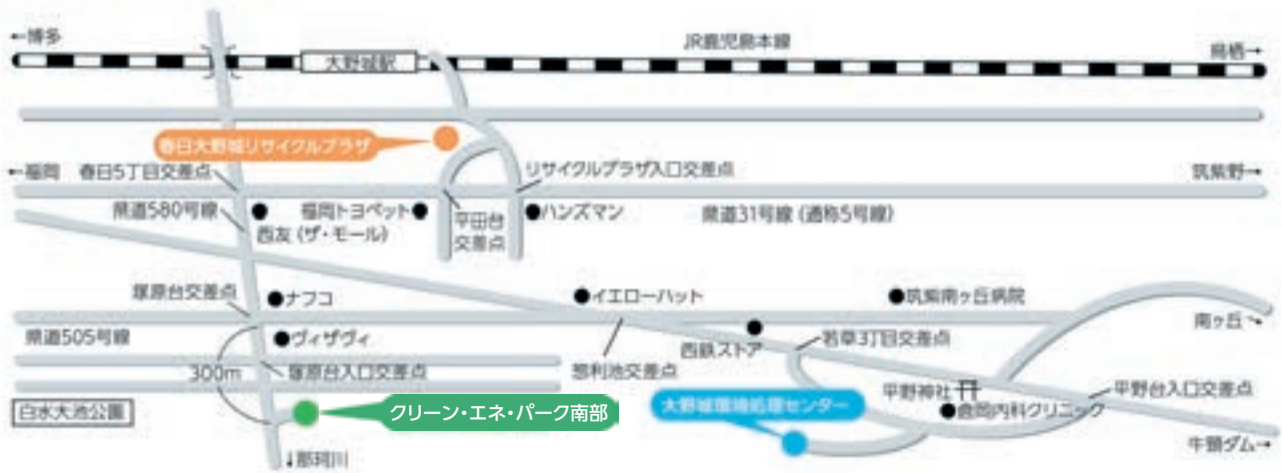 ←博多
JR鹿児島本線
鳥栖→
大野城駅
春日大野城リサイクルプラザ
←福岡
春日5丁目交差点
リサイクルプラザ入口交差点
筑紫野→
県道580号線
福岡トヨペット
平田台
交差点
ハンズマン
県道31号線(通称5号線)
西友(ザ・モール)
塚原台交差点
ナフコ
イエローハット
筑紫南ヶ丘病院
南ヶ丘
県道505号線
ヴィザヴィ
西鉄ストア
若草3丁目交差点
300m
塚原台入口交差点
惣利池交差点
平野神社
平野台入口交差点
白水大池公園
クリーン・エネ・パーク南部
大野城環境処理センター
倉岡内科クリニック
↓那珂川
牛頸ダム→